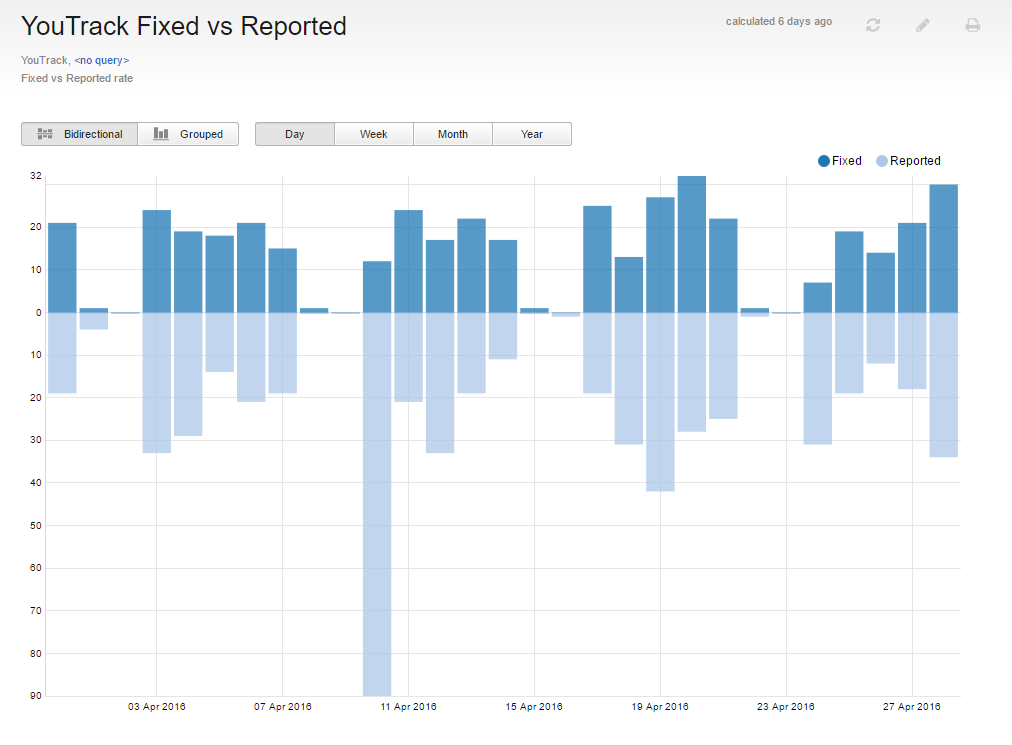 YouTrack Fixed vs Reported
calculated 6 days ago
YouTrack, <no query>
Fixed vs Reported rate
Bidirectional Grouped Day Week Month Year
Fixed Reported
32
20
10
0
10
20
30
40
50
60
70
80
90
03 Apr 2016 07 Apr 2016 11 Apr 2016 15 Apr 2016 19 Apr 2016 23 Apr 2016 27 Apr 2016